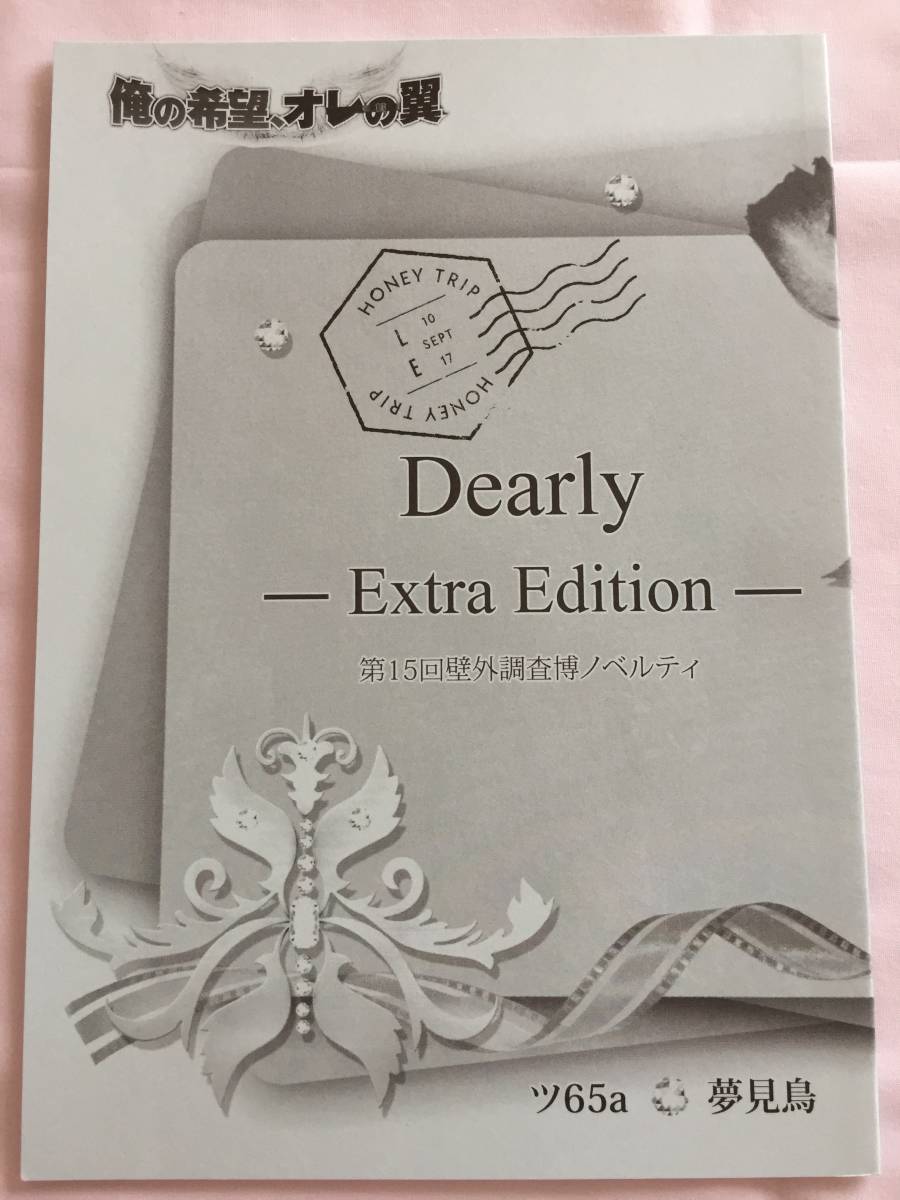 俺の希望、オレの翼
HONEY TRIP
L
E
10
SEPT
17
HONEY TRIP
Dearly
— Extra Edition —
第15回壁外調査博ノベルティ
ツ65a 夢見鳥